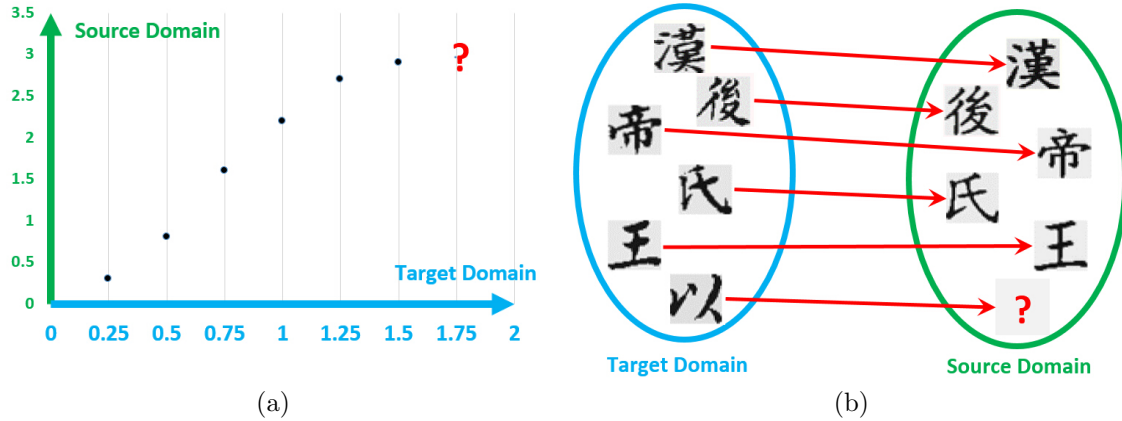 3.5
Source Domain
3
?
2.5
2
1.5
1
0.5
Target Domain
0
0 0.25 0.5 0.75 1 1.25 1.5 1.75 2
(a)
漢 漢
後 後
帝 帝
氏 氏
王 王
以 ?
Target Domain
Source Domain
(b)